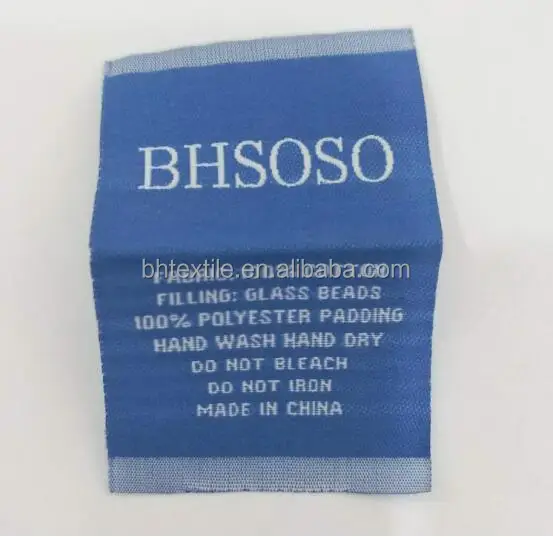 BHSOSO
bhtextile.en.alibaba.com
FABRIC:
FILLING: GLASS BEADS
100% POLYESTER PADDING
HAND WASH HAND DRY
DO NOT BLEACH
DO NOT IRON
MADE IN CHINA